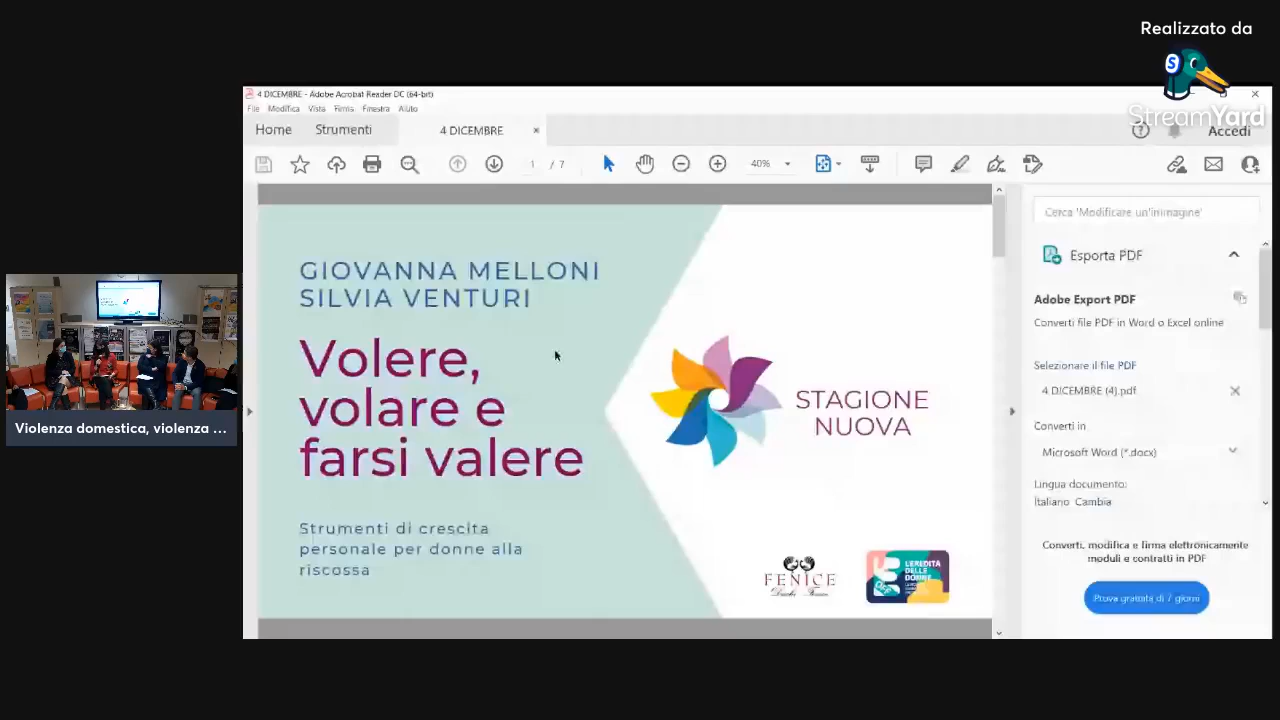 Realizzato da
StreamYard
4 DICEMBRE - Adobe Acrobat Reader DC (64-bit)
File Modifica Vista Firma Finestra Aiuto
Home Strumenti 4 DICEMBRE Accedi
1 / 7 40%
GIOVANNA MELLONI
SILVIA VENTURI
Volere,
volare e
farsi valere
Strumenti di crescita
personale per donne alla
riscossa
STAGIONE
NUOVA
FENICE
L'EREDITÀ
DELLE
DONNE
OFF
Cerca 'Modificare un'immagine'
Esporta PDF
Adobe Export PDF
Converti file PDF in Word o Excel online
Selezionare il file PDF
4 DICEMBRE (4).pdf
Converti in
Microsoft Word (*.docx)
Lingua documento:
Italiano Cambia
Converti, modifica e firma elettronicamente
moduli e contratti in PDF
Prova gratuita di 7 giorni
Violenza domestica, violenza ...